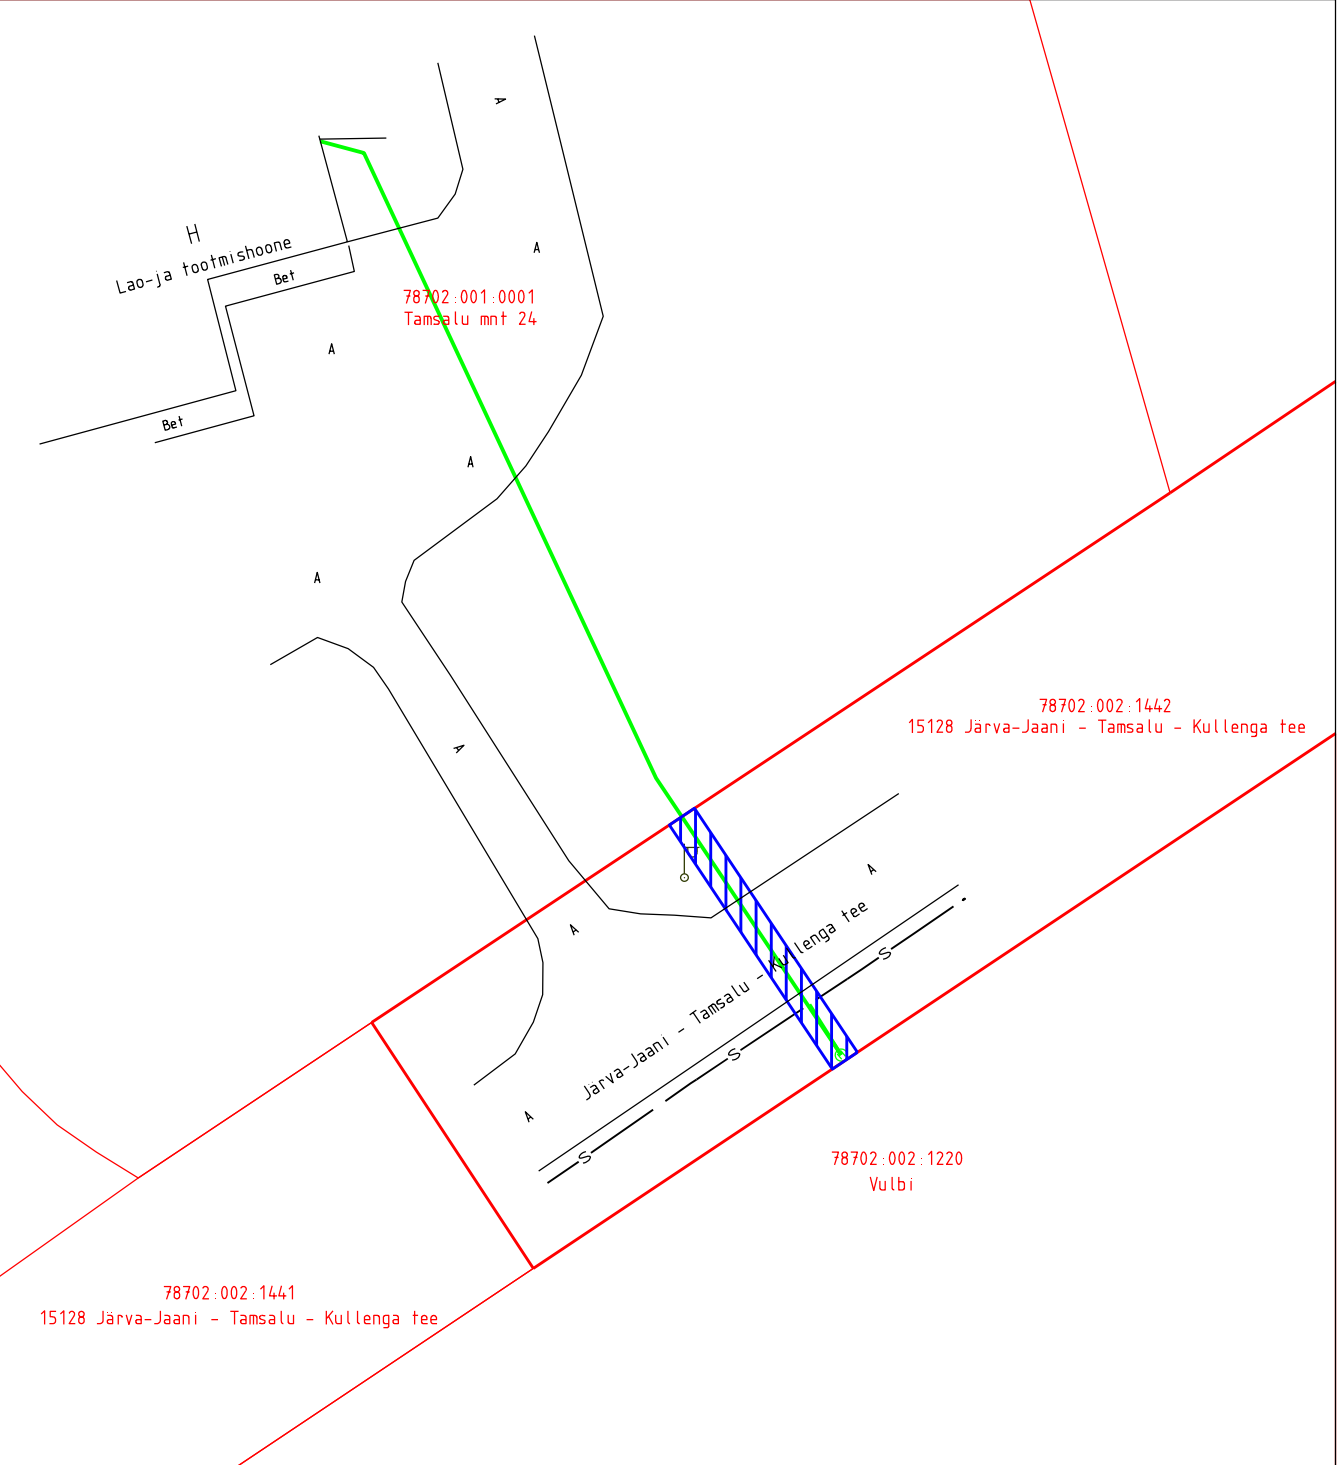 A
H
Lao-ja tootmishoone
A
Bet
78702:001:0001
Tamsalu mnt 24
A
Bet
A
A
78702:002:1442
15128 Järva-Jaani - Tamsalu - Kullenga tee
A
A
A
Järva-Jaani - Tamsalu - Kullenga tee
S
S
A
S
78702:002:1220
Vulbi
78702:002:1441
15128 Järva-Jaani - Tamsalu - Kullenga tee